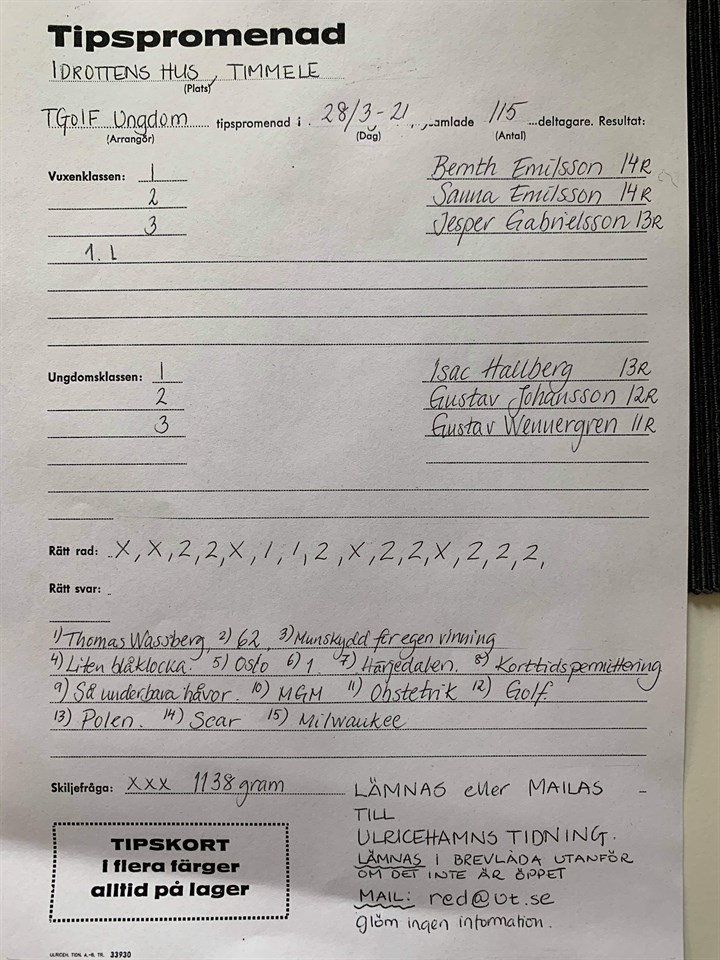 Tipspromenad
IDROTTENS HUS, TIMMELE
(Plats)
TGOLF Ungdom tipspromenad i 28/3-21, samlade 115 deltagare. Resultat:
(Arrangör) (Dag) (Antal)
Vuxenklassen: 1 Bernth Emilsson 14R
2 Sanna Emilsson 14R
3 Jesper Gabrielsson 13R
1. L
Ungdomsklassen: 1 Isac Hallberg 13R
2 Gustav Johansson 12R
3 Gustav Wennergren 11R
Rätt rad: X, X, 2, 2, X, 1, 1, 2, X, 2, 2, X, 2, 2, 2,
Rätt svar:
1) Thomas Wassberg, 2) 62, 3) Munskydd för egen vinning
4) Liten blåklocka. 5) Oslo 6) 1. 7) Härjedalen. 8) Korttidspermittering
9) Så underbara håvor. 10) MGM 11) Obstetrik 12) Golf.
13) Polen. 14) Scar 15) Milwaukee
Skiljefråga: XXX 1138 gram
LÄMNAS eller MAILAS
TILL
ULRICEHAMNS TIDNING.
LÄMNAS I BREVLÅDA UTANFÖR
OM DET INTE ÄR ÖPPET
MAIL: red@ut.se
glöm ingen information.
TIPSKORT
i flera färger
alltid på lager
ULRICEH. TIDN. A.-B. TR. 33930